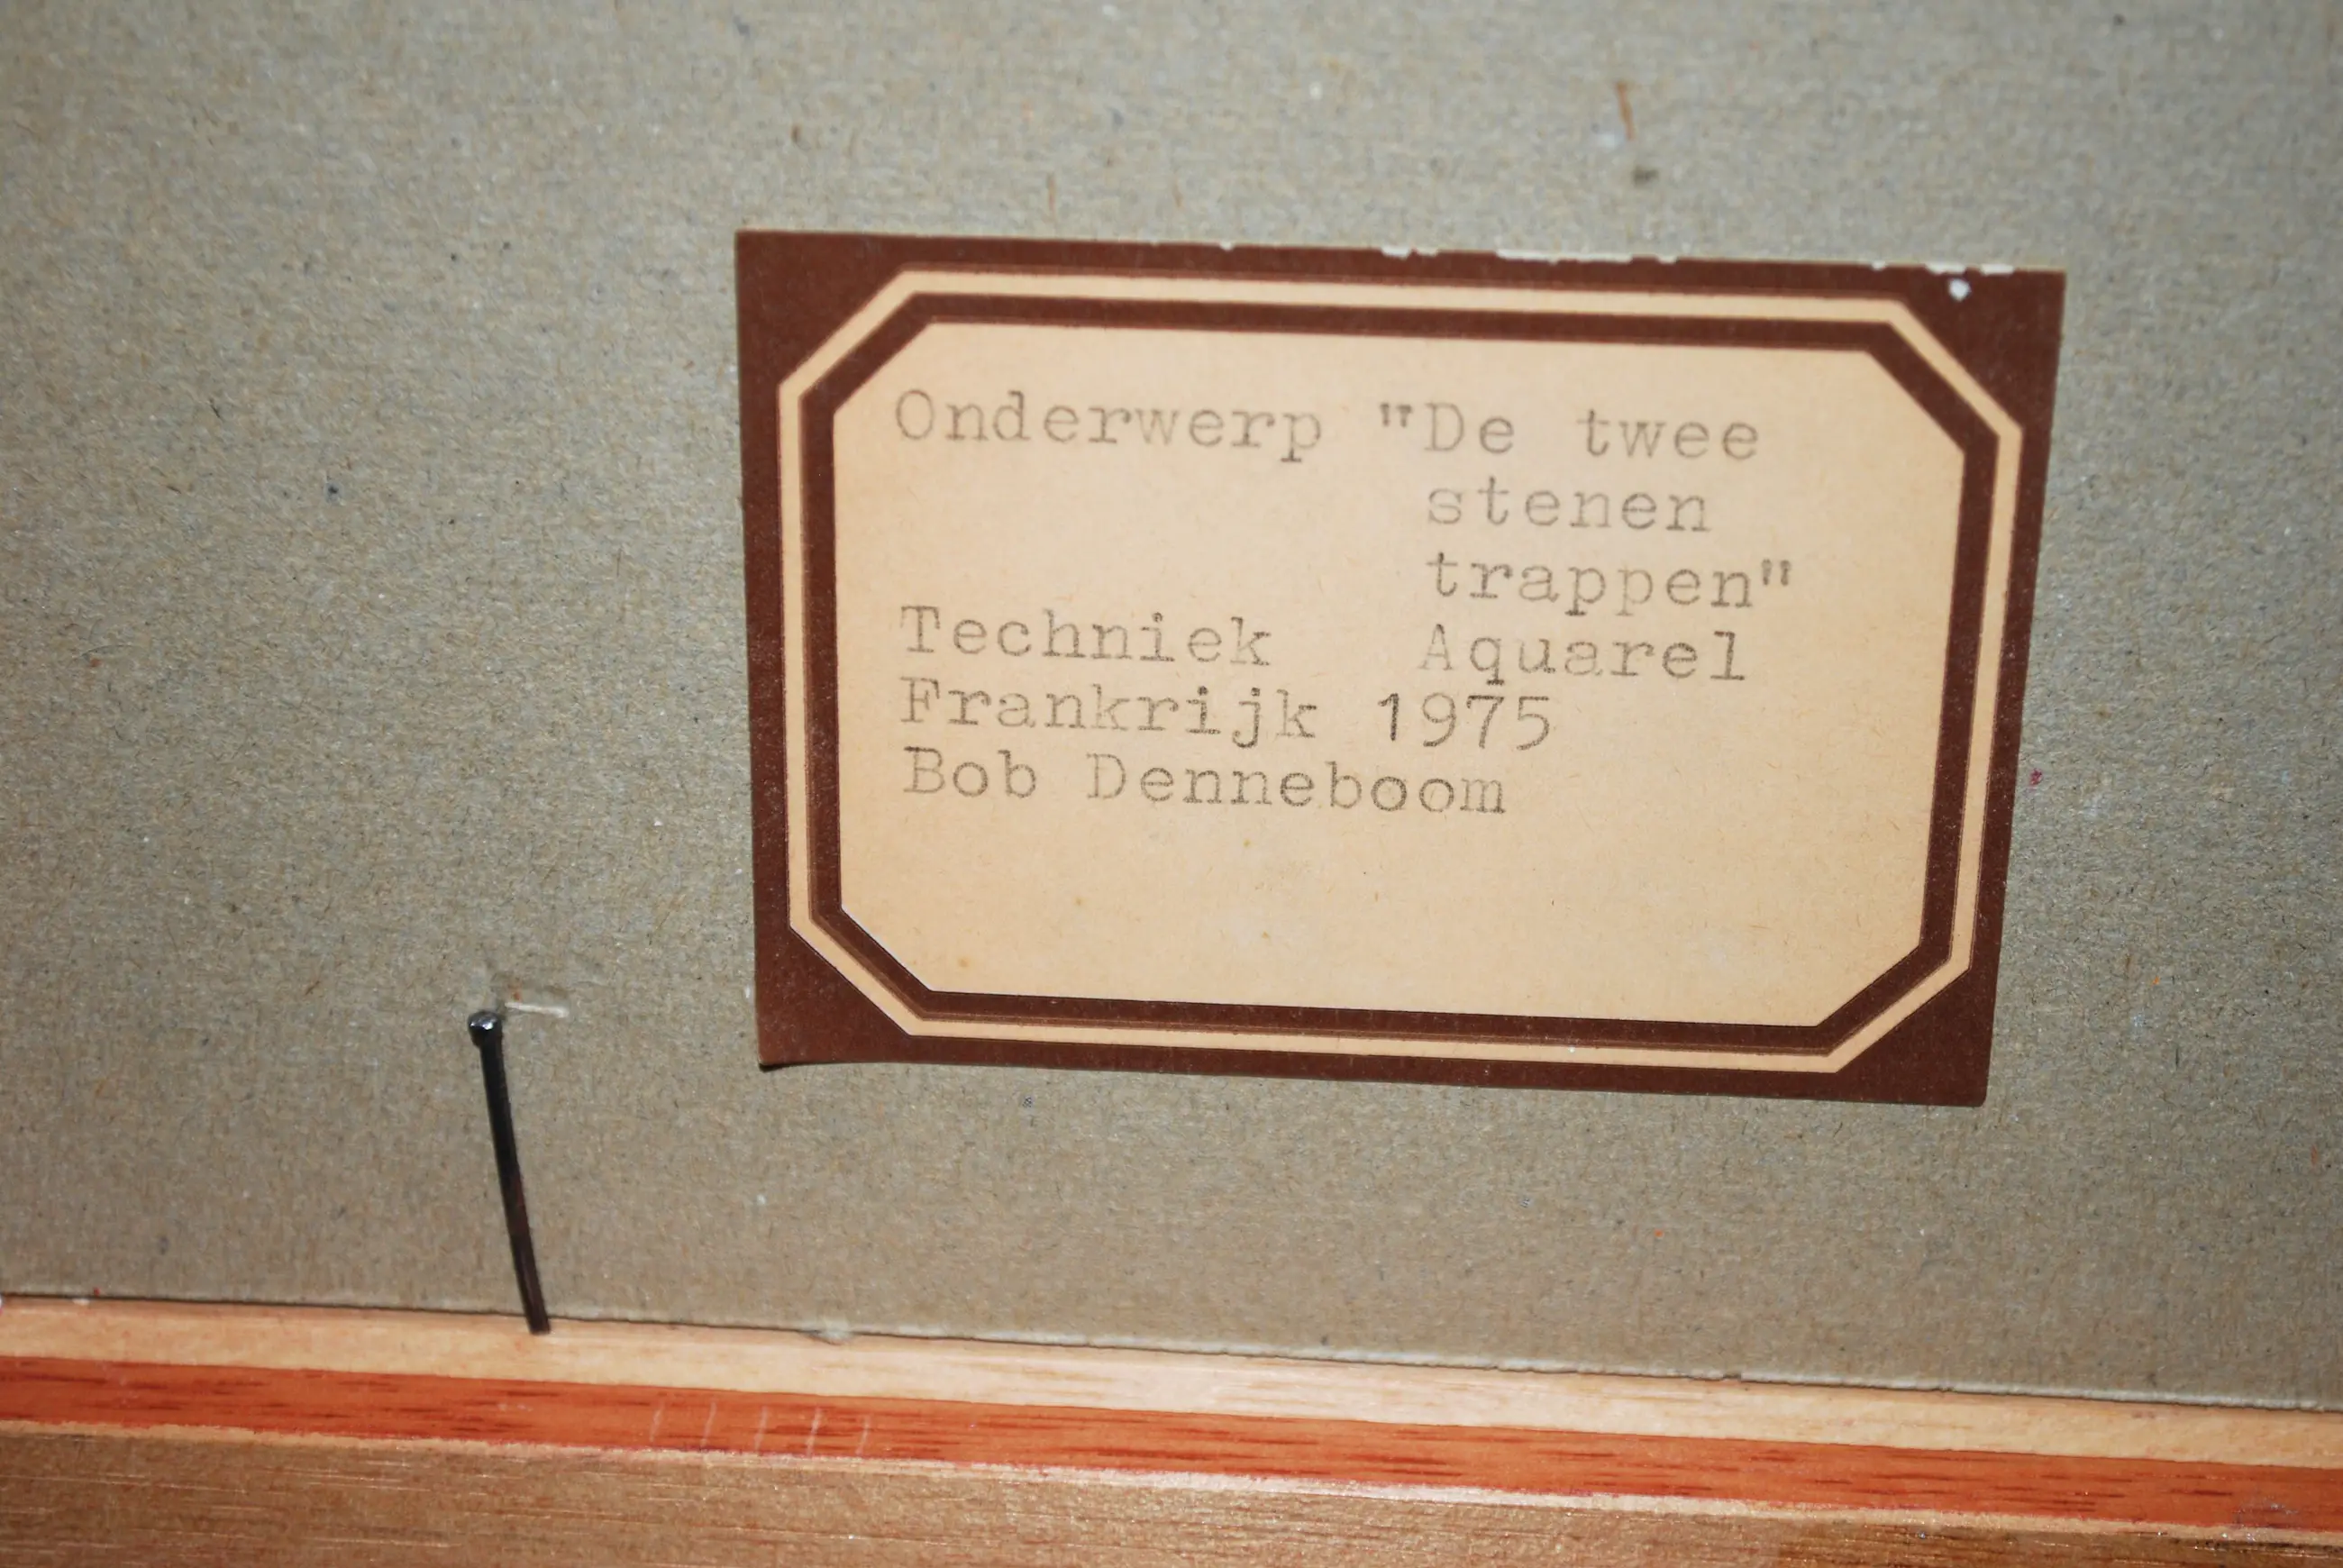 Onderwerp "De twee
stenen
trappen"
Techniek Aquarel
Frankrijk 1975
Bob Denneboom